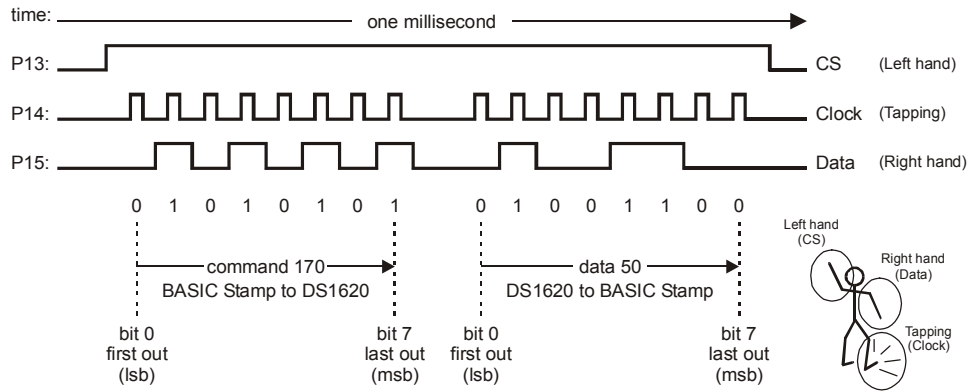 time:
one millisecond
P13:
CS
(Left hand)
P14:
Clock
(Tapping)
P15:
Data
(Right hand)
0 1 0 1 0 1 0 1
0 1 0 0 1 1 0 0
command 170
BASIC Stamp to DS1620
data 50
DS1620 to BASIC Stamp
bit 0
first out
(lsb)
bit 7
last out
(msb)
bit 0
first out
(lsb)
bit 7
last out
(msb)
Left hand
(CS)
Right hand
(Data)
Tapping
(Clock)